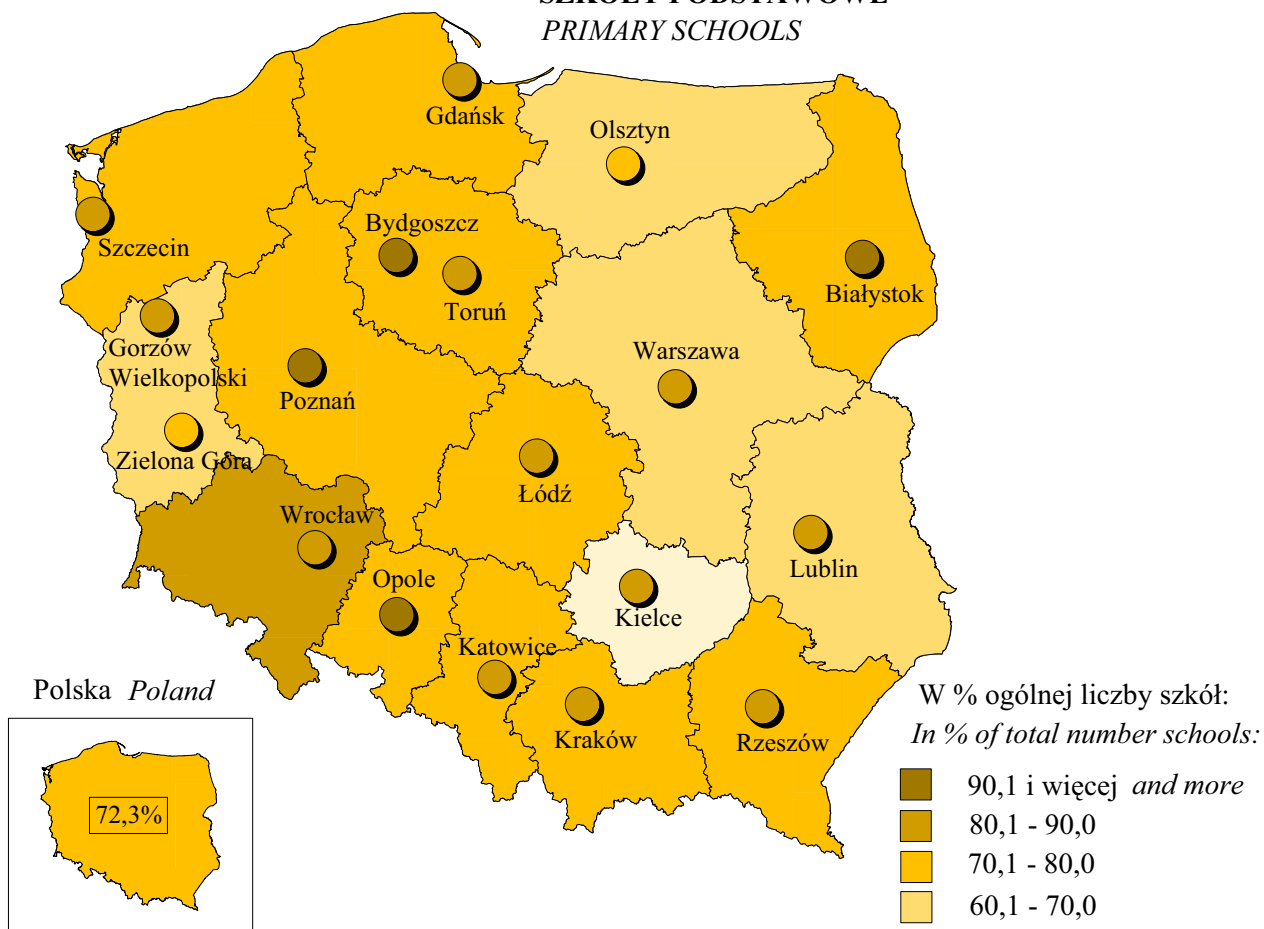 SZKOŁY PODSTAWOWE
PRIMARY SCHOOLS
Gdańsk
Olsztyn
Szczecin
Bydgoszcz
Toruń
Białystok
Gorzów
Wielkopolski
Poznań
Warszawa
Zielona Góra
Łódź
Wrocław
Lublin
Opole
Kielce
Katowice
Kraków
Rzeszów
Polska Poland
72,3%
W % ogólnej liczby szkół:
In % of total number schools:
90,1 i więcej and more
80,1 - 90,0
70,1 - 80,0
60,1 - 70,0